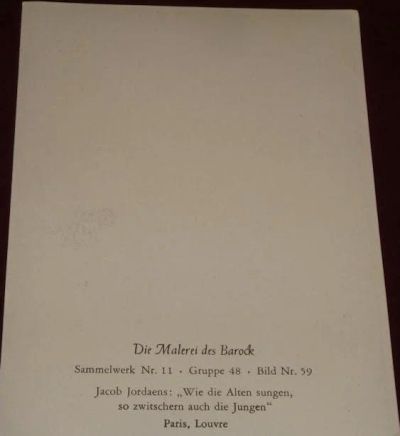 Die Malerei des Barock
Sammelwerk Nr. 11 · Gruppe 48 · Bild Nr. 59
Jacob Jordaens: „Wie die Alten sungen,
so zwitschern auch die Jungen“
Paris, Louvre